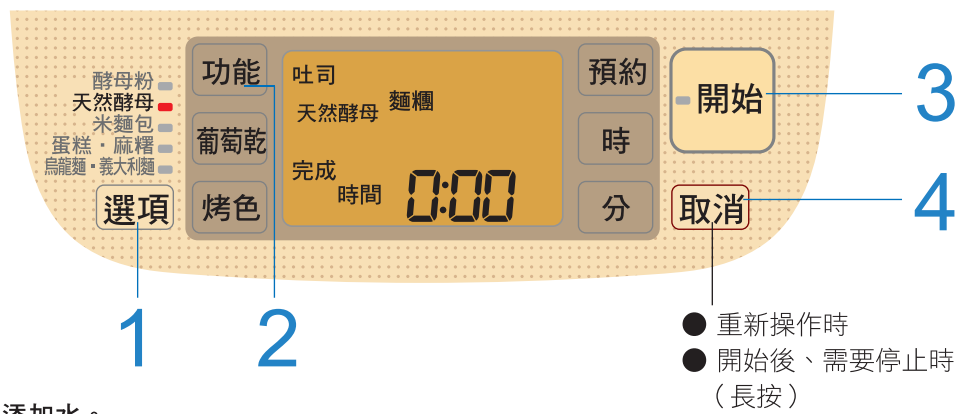 酵母粉
天然酵母
米麵包
蛋糕・麻糬
烏龍麵・義大利麵
選項
功能
葡萄乾
烤色
吐司
天然酵母 麵糰
完成
時間 0:00
預約
時
分
開始
取消
1
2
3
4
● 重新操作時
● 開始後、需要停止時
（長按）
添加水。